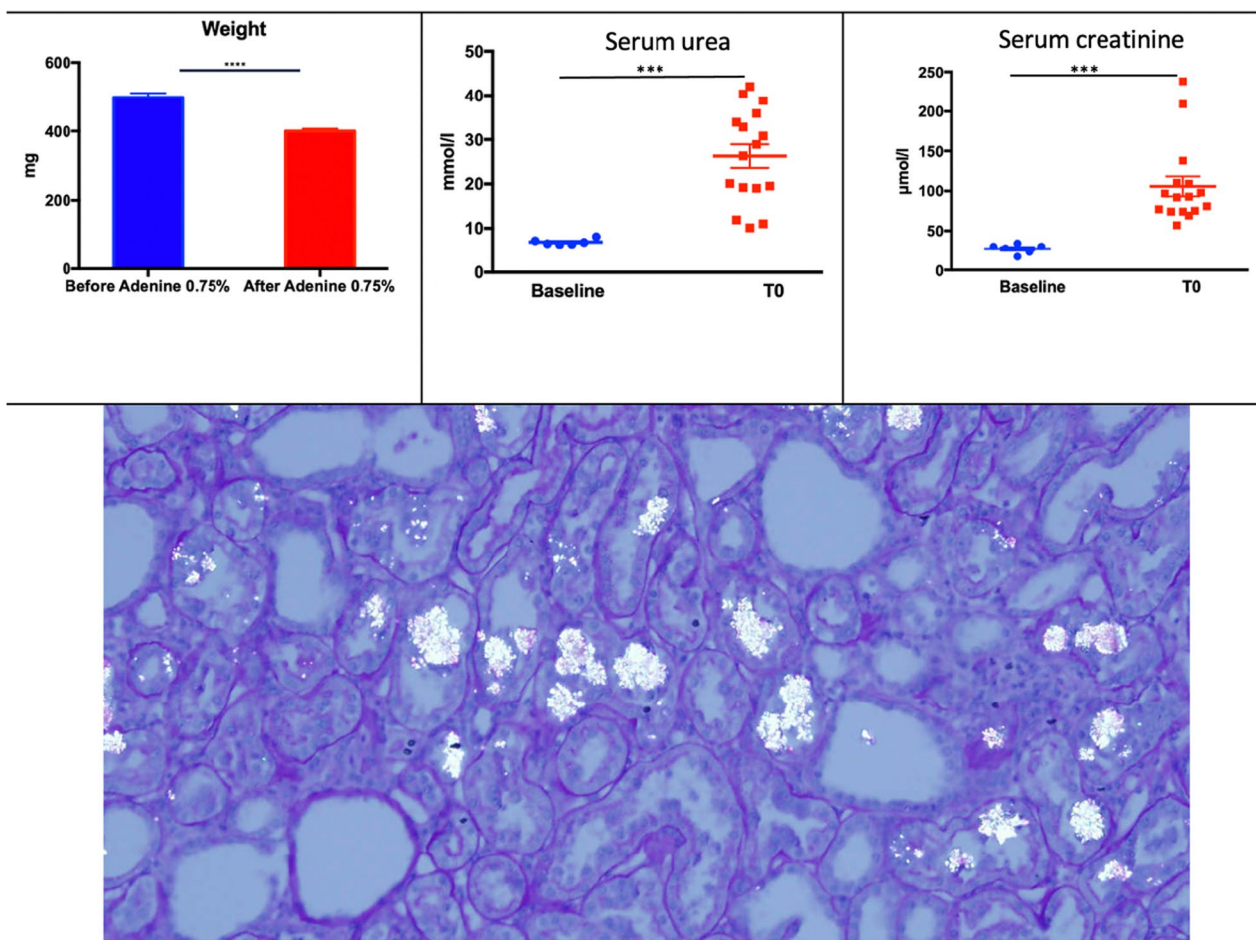 Weight
****
600
400
200
0
mg
Before Adenine 0.75% After Adenine 0.75%
Serum urea
***
50
40
30
20
10
0
mmol/l
Baseline T0
Serum creatinine
***
250
200
150
100
50
0
µmol/l
Baseline T0